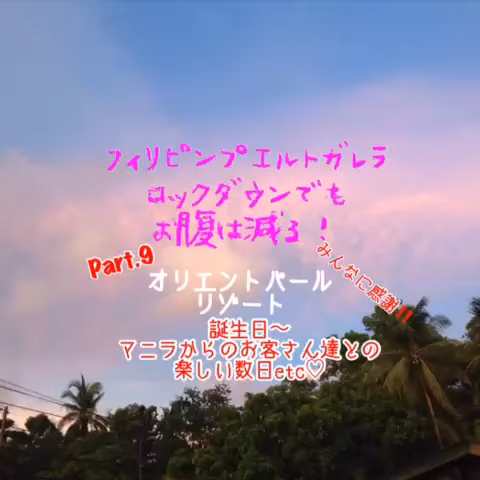 フィリピンプエルトガレラ
ロックダウンでも
お腹は減る！
みんなに感謝‼
Part.9
オリエントパール
リゾート
誕生日～
マニラからのお客さん達との
楽しい数日etc♡